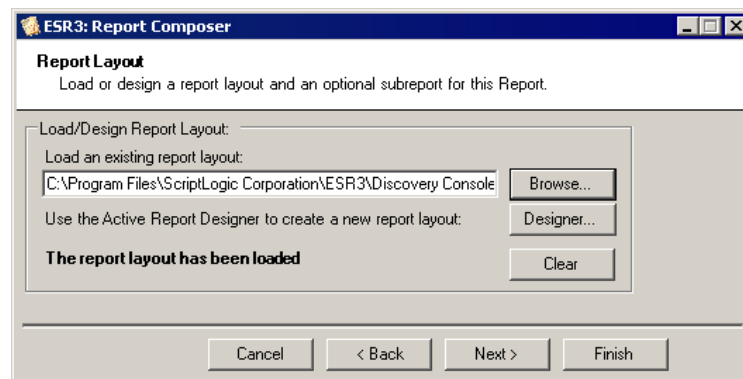 ESR3: Report Composer
Report Layout
Load or design a report layout and an optional subreport for this Report.
Load/Design Report Layout:
Load an existing report layout:
C:\Program Files\ScriptLogic Corporation\ESR3\Discovery Console
Browse...
Use the Active Report Designer to create a new report layout:
Designer...
The report layout has been loaded
Clear
Cancel
< Back
Next >
Finish